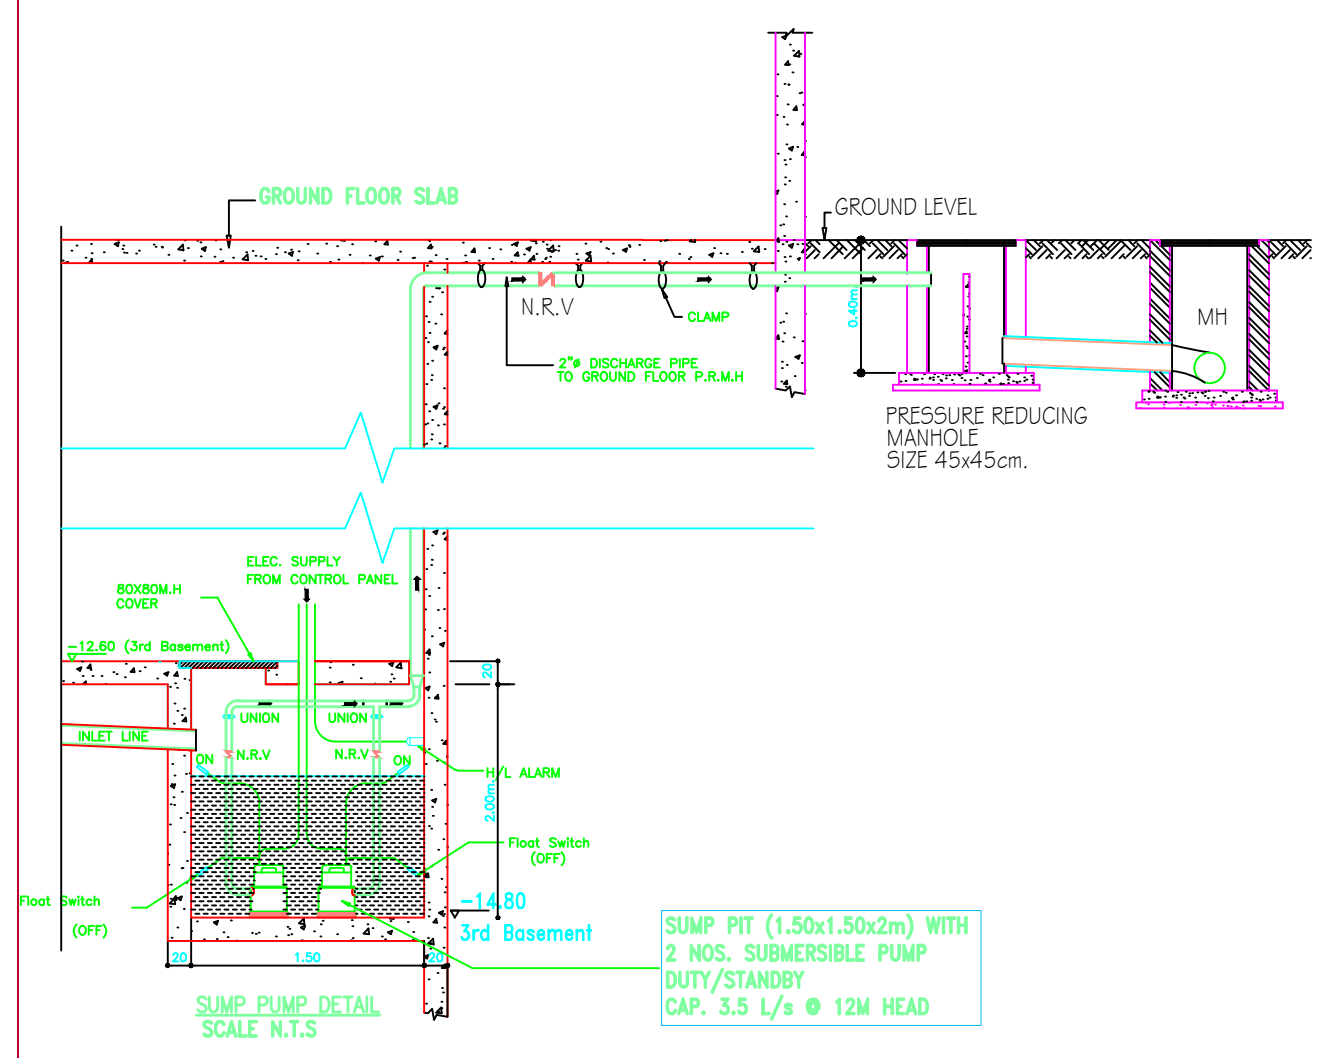 GROUND FLOOR SLAB
GROUND LEVEL
N.R.V
CLAMP
0.40m
MH
2"ø DISCHARGE PIPE
TO GROUND FLOOR P.R.M.H
PRESSURE REDUCING
MANHOLE
SIZE 45x45cm.
ELEC. SUPPLY
FROM CONTROL PANEL
80X80M.H
COVER
-12.60 (3rd Basement)
20
UNION
UNION
INLET LINE
N.R.V
N.R.V
ON
ON
H/L ALARM
2.00m.
Float Switch
(OFF)
Float Switch
(OFF)
-14.80
3rd Basement
20
1.50
20
SUMP PIT (1.50x1.50x2m) WITH
2 NOS. SUBMERSIBLE PUMP
DUTY/STANDBY
CAP. 3.5 L/s @ 12M HEAD
SUMP PUMP DETAIL
SCALE N.T.S